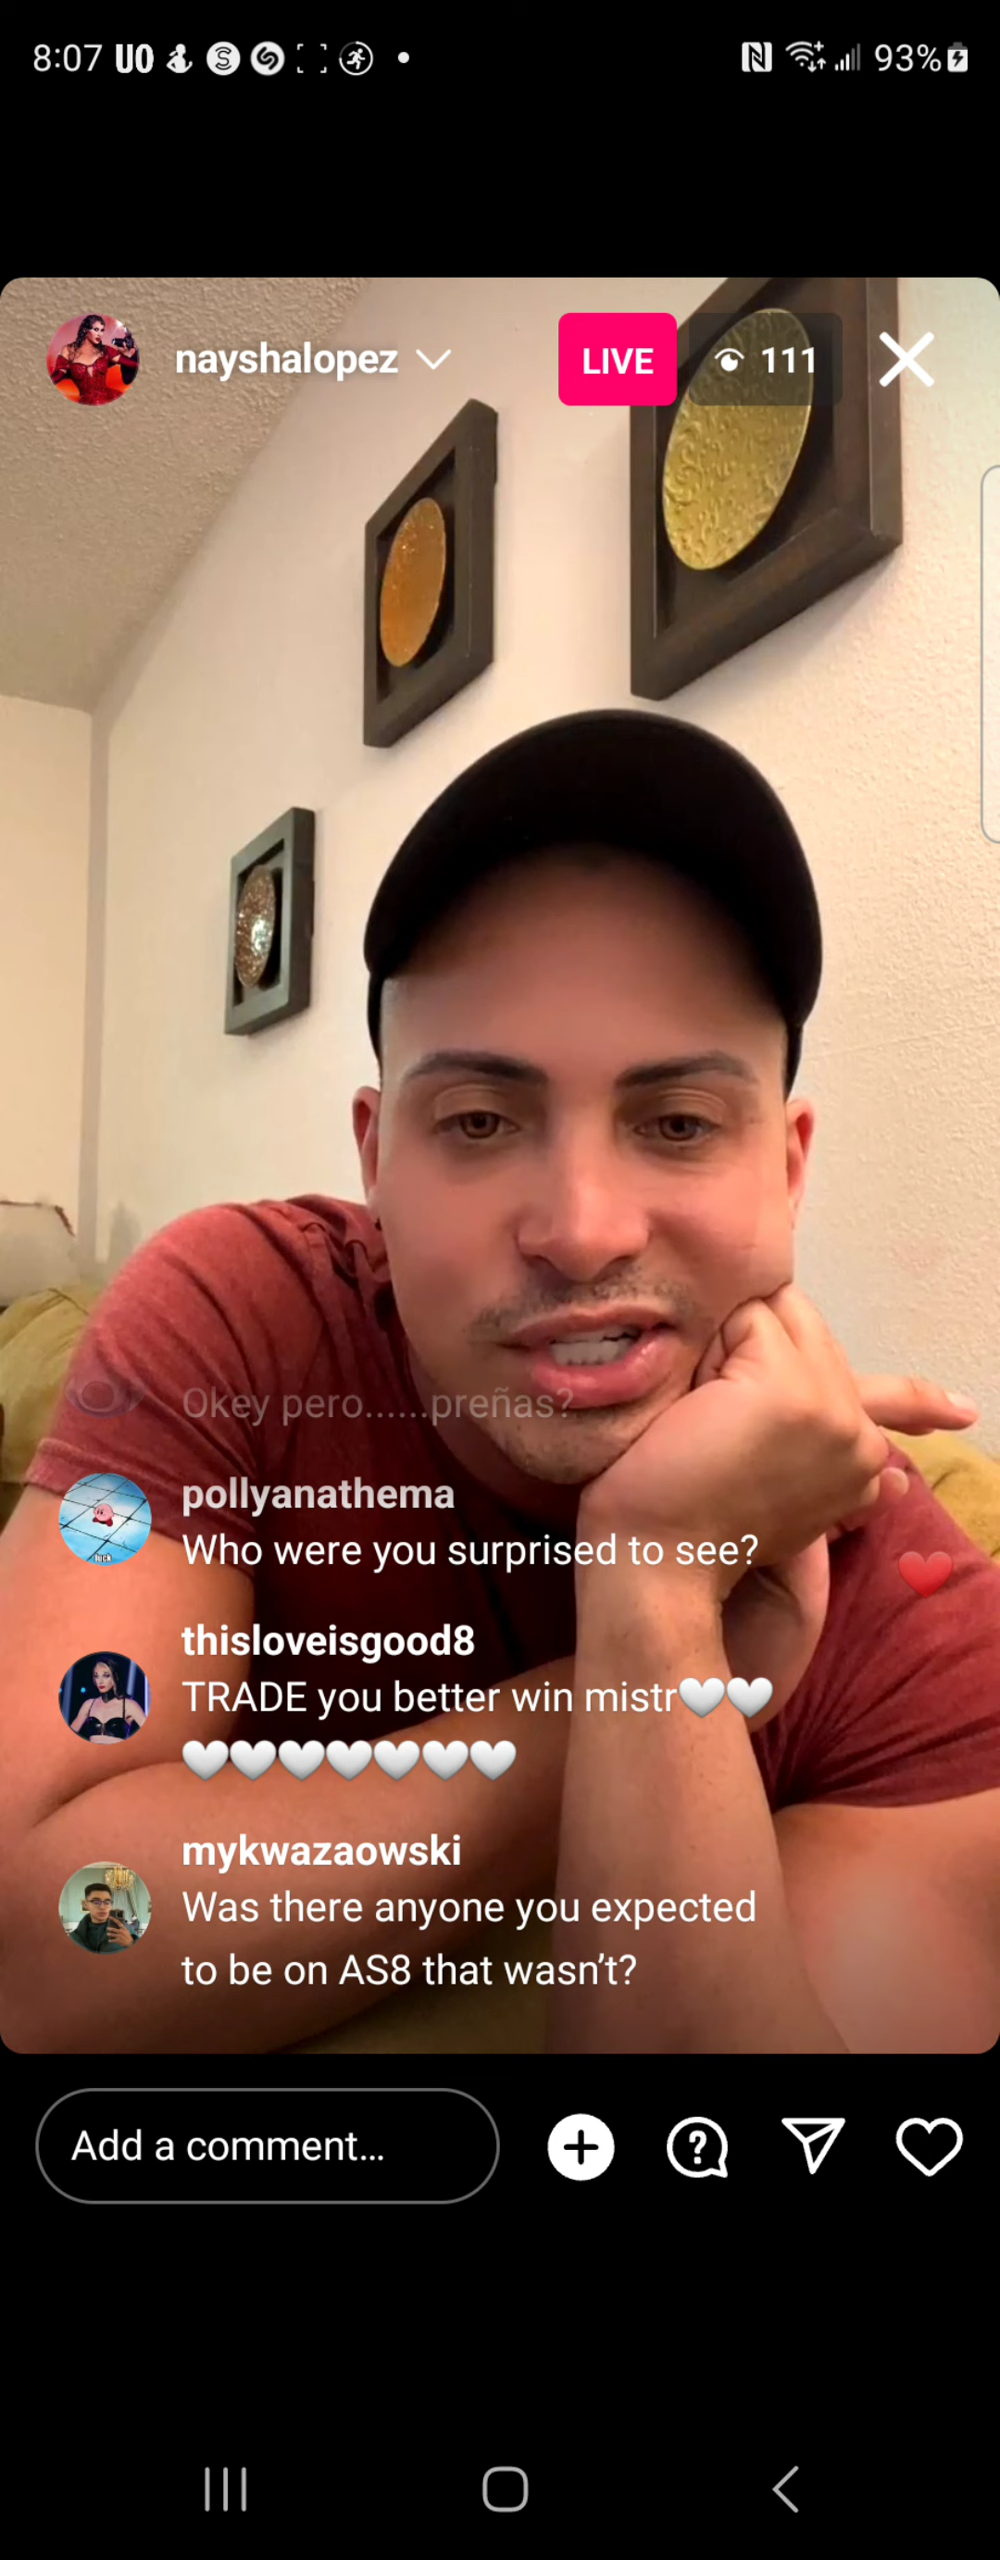 8:07 UO
93%
nayshalopez
LIVE
111
Okey pero......preñas?
pollyanathema
Who were you surprised to see?
thisloveisgood8
TRADE you better win mistr🤍🤍
🤍🤍🤍🤍🤍🤍🤍
mykwazaowski
Was there anyone you expected
to be on AS8 that wasn't?
Add a comment...